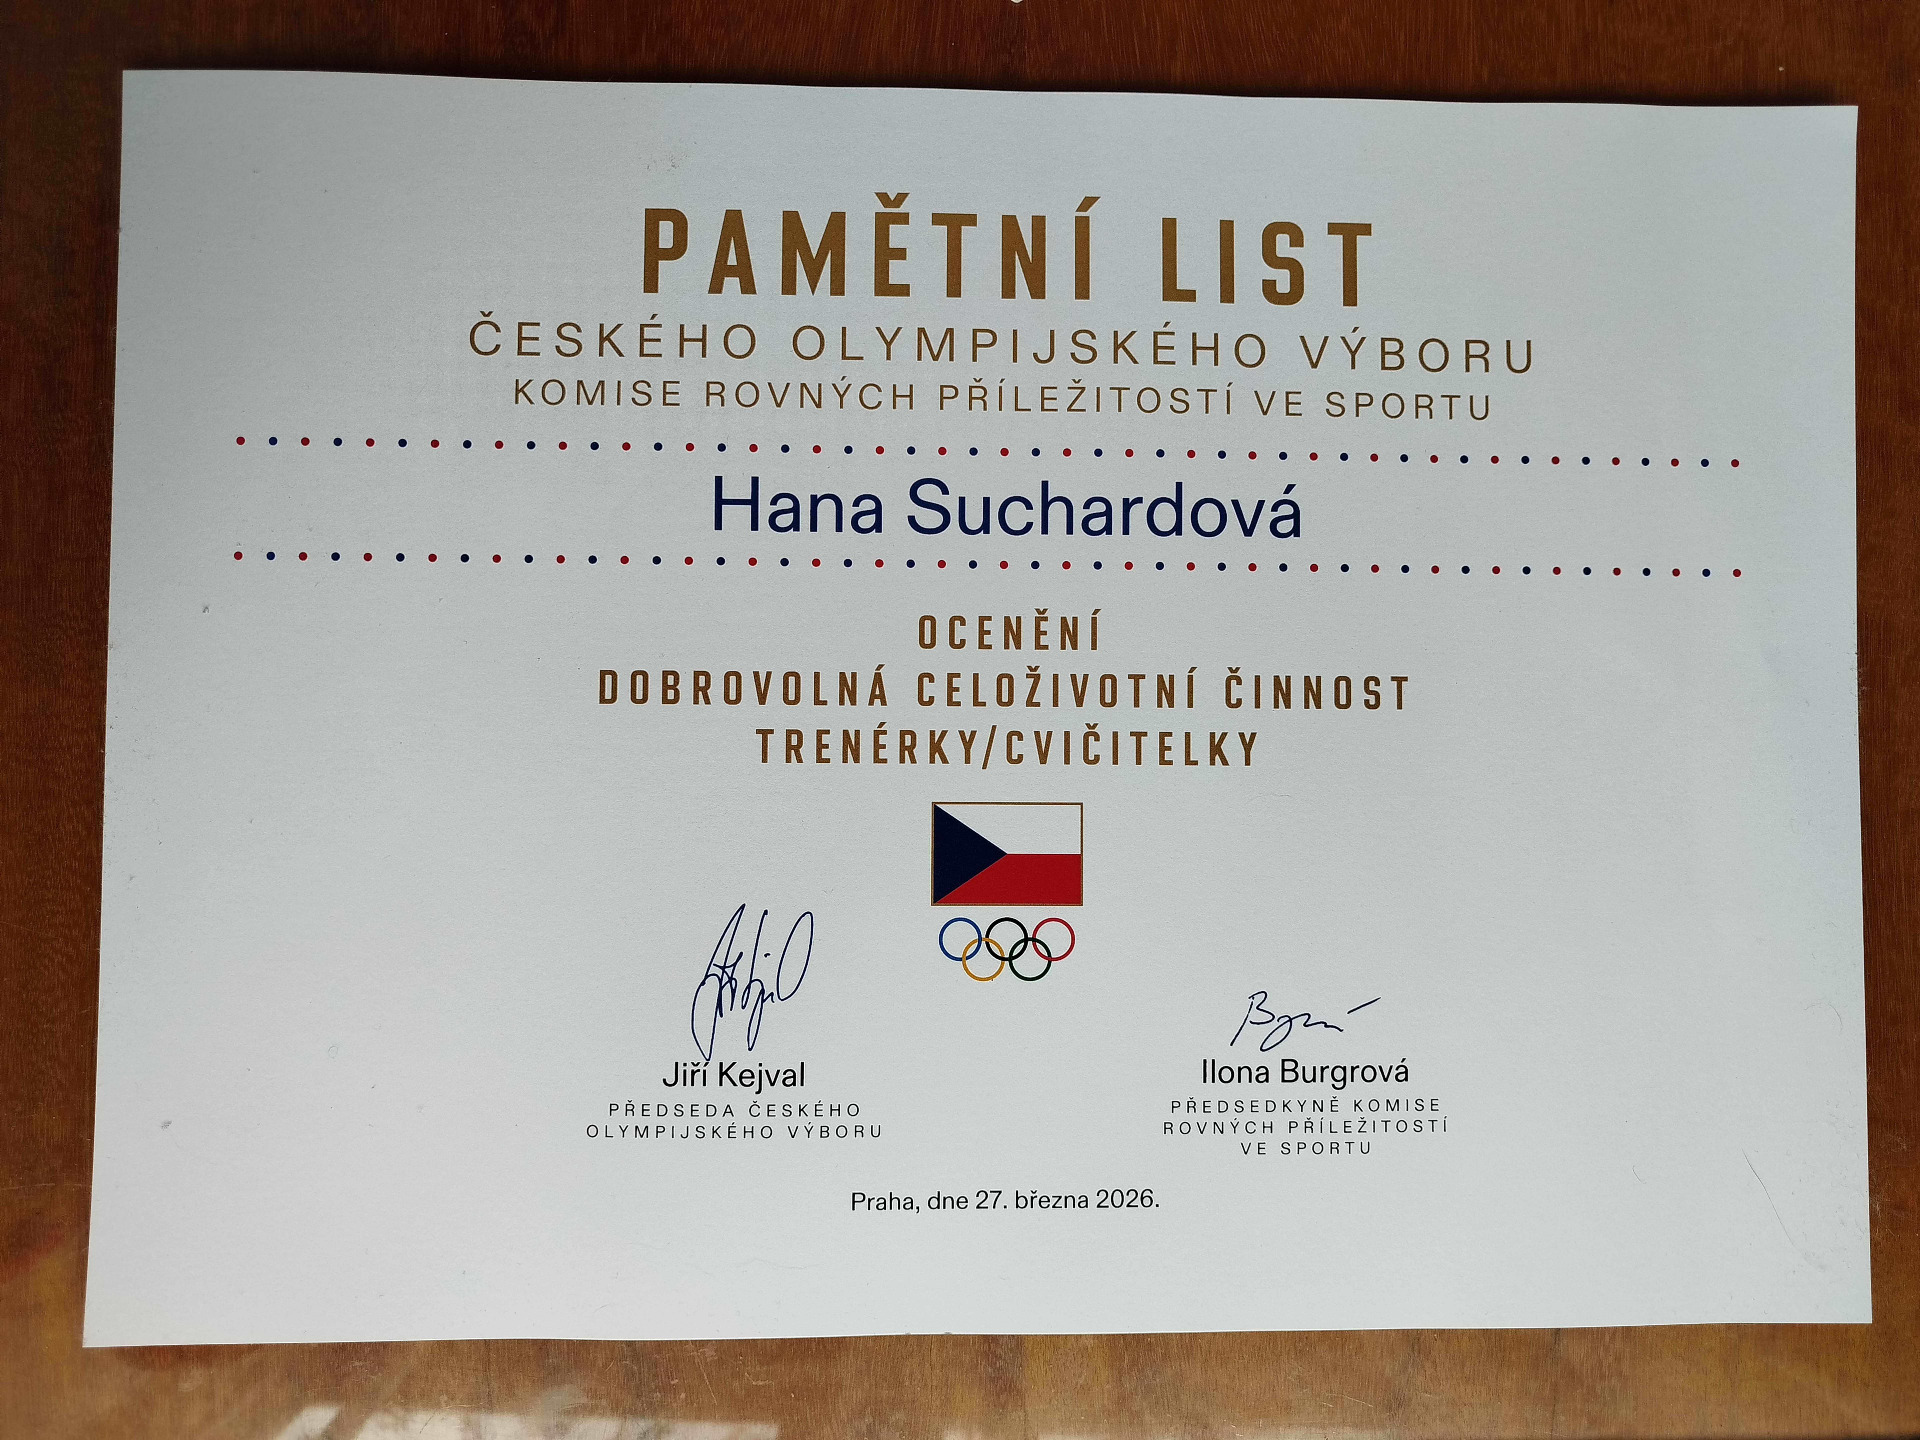 PAMĚTNÍ LIST
ČESKÉHO OLYMPIJSKÉHO VÝBORU
KOMISE ROVNÝCH PŘÍLEŽITOSTÍ VE SPORTU
Hana Suchardová
OCENĚNÍ
DOBROVOLNÁ CELOŽIVOTNÍ ČINNOST
TRENÉRKY/CVIČITELKY
Jiří Kejval
PŘEDSEDA ČESKÉHO
OLYMPIJSKÉHO VÝBORU
Ilona Burgrová
PŘEDSEDKYNĚ KOMISE
ROVNÝCH PŘÍLEŽITOSTÍ
VE SPORTU
Praha, dne 27. března 2026.